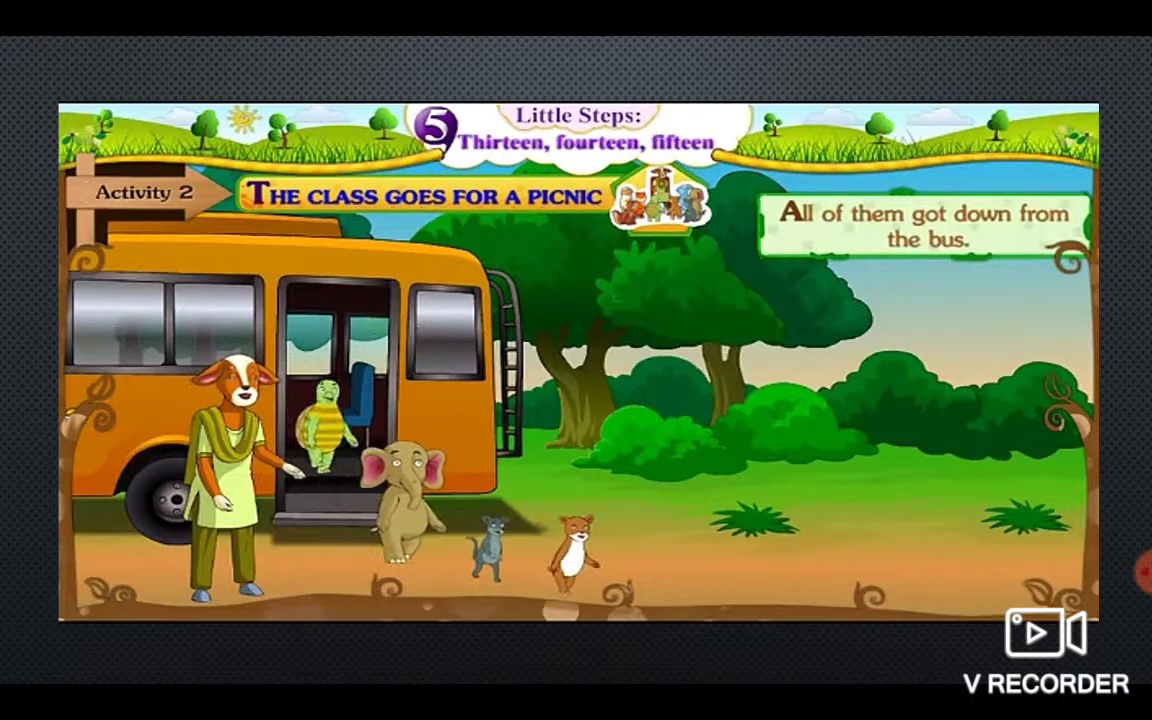 5
Little Steps:
Thirteen, fourteen, fifteen
Activity 2
THE CLASS GOES FOR A PICNIC
All of them got down from
the bus.
V RECORDER